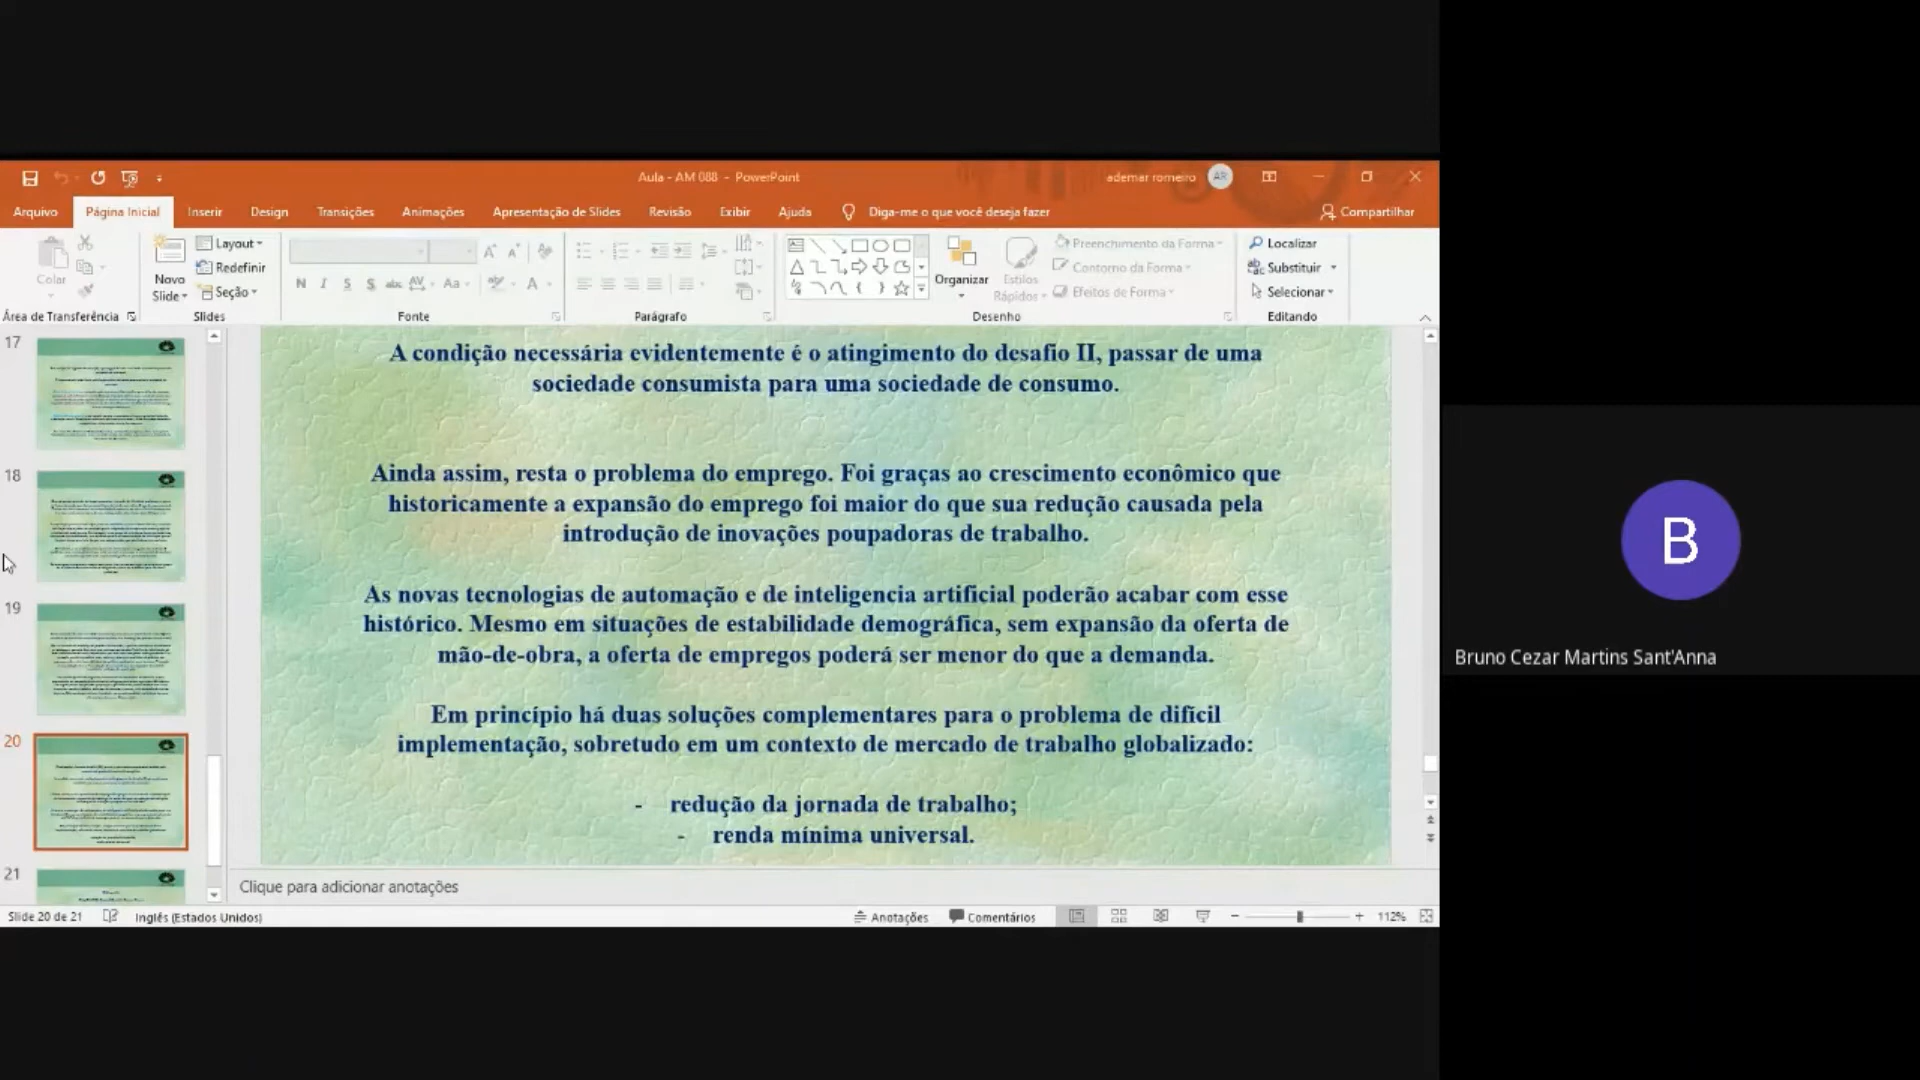 Aula - AM 088 - PowerPoint
ademar romeiro
AR
Arquivo
Página Inicial
Inserir
Design
Transições
Animações
Apresentação de Slides
Revisão
Exibir
Ajuda
Diga-me o que você deseja fazer
Compartilhar
Colar
Novo
Slide
Layout
Redefinir
Seção
Organizar
Estilos
Rápidos
Preenchimento da Forma
Contorno da Forma
Efeitos de Forma
Localizar
Substituir
Selecionar
Área de Transferência
Slides
Fonte
Parágrafo
Desenho
Editando
17
18
19
20
21
A condição necessária evidentemente é o atingimento do desafio II, passar de uma
sociedade consumista para uma sociedade de consumo.
Ainda assim, resta o problema do emprego. Foi graças ao crescimento econômico que
historicamente a expansão do emprego foi maior do que sua redução causada pela
introdução de inovações poupadoras de trabalho.
As novas tecnologias de automação e de inteligencia artificial poderão acabar com esse
histórico. Mesmo em situações de estabilidade demográfica, sem expansão da oferta de
mão-de-obra, a oferta de empregos poderá ser menor do que a demanda.
Em princípio há duas soluções complementares para o problema de difícil
implementação, sobretudo em um contexto de mercado de trabalho globalizado:
- redução da jornada de trabalho;
- renda mínima universal.
Clique para adicionar anotações
Slide 20 de 21
Inglês (Estados Unidos)
Anotações
Comentários
112%
B
Bruno Cezar Martins Sant'Anna